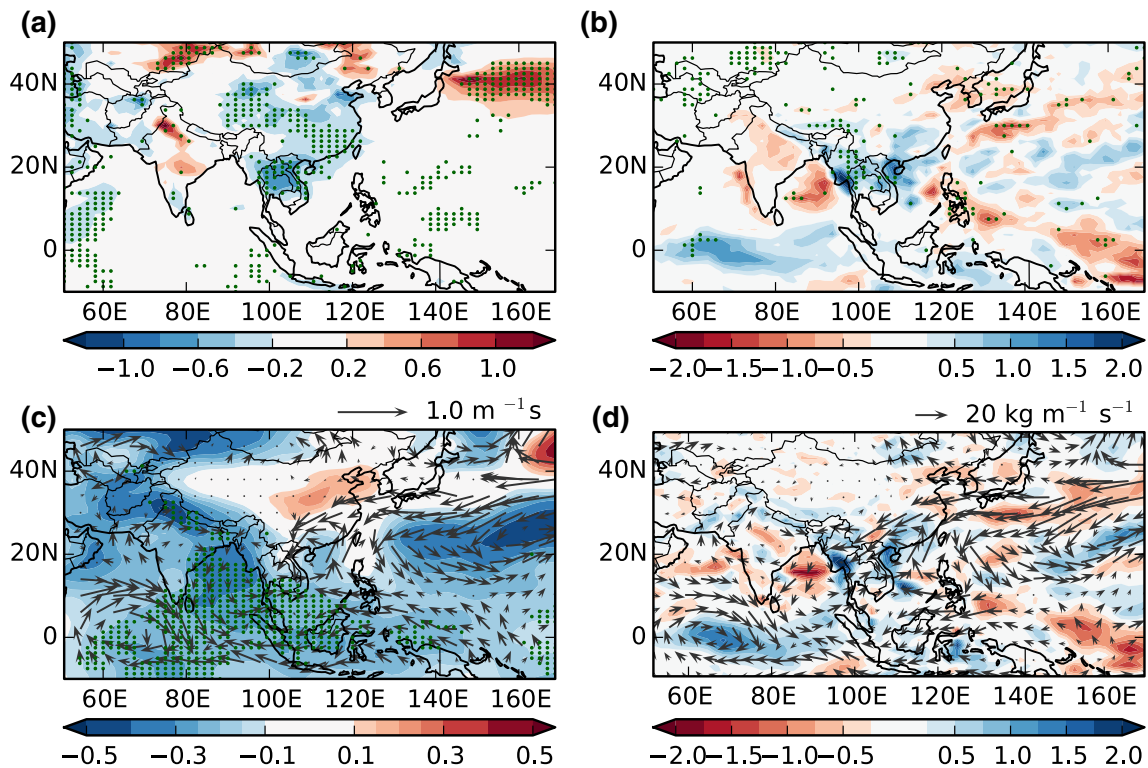 (a) (b)
40N 40N
20N 20N
0 0
60E 80E 100E 120E 140E 160E 60E 80E 100E 120E 140E 160E
−1.0 −0.6 −0.2 0.2 0.6 1.0 −2.0 −1.5 −1.0 −0.5 0.5 1.0 1.5 2.0
(c) 1.0 m ⁻¹s (d) 20 kg m⁻¹ s⁻¹
40N 40N
20N 20N
0 0
60E 80E 100E 120E 140E 160E 60E 80E 100E 120E 140E 160E
−0.5 −0.3 −0.1 0.1 0.3 0.5 −2.0 −1.5 −1.0 −0.5 0.5 1.0 1.5 2.0